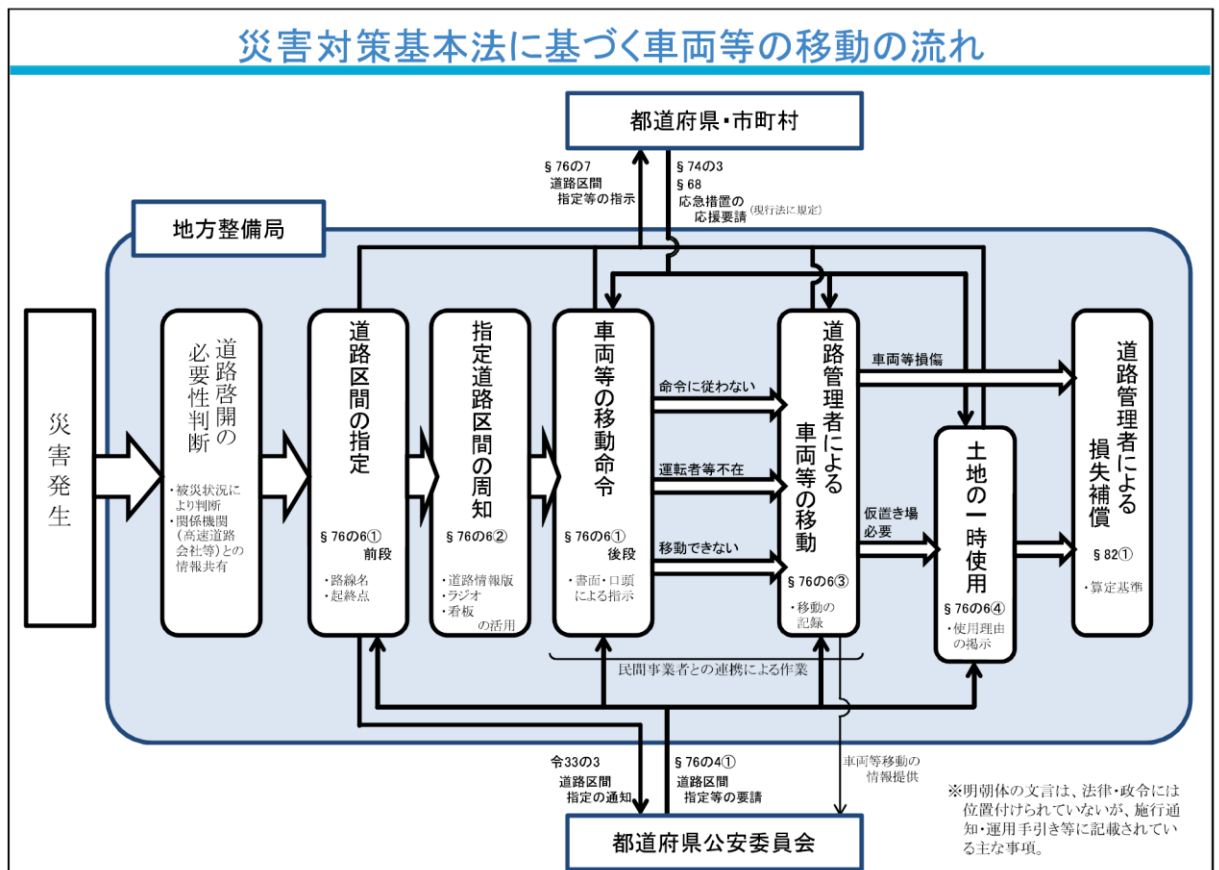 災害対策基本法に基づく車両等の移動の流れ
都道府県・市町村
§76の7
道路区間
指定等の指示
§74の3
§68
応急措置の
応援要請
(現行法に規定)
地方整備局
災害発生
道路啓開の
必要性判断
・被災状況に
より判断
・関係機関
（高速道路
会社等）との
情報共有
道路区間の指定
§76の6①
前段
・路線名
・起終点
指定道路区間の周知
§76の6②
・道路情報版
・ラジオ
・看板
の活用
車両等の移動命令
§76の6①
後段
・書面・口頭
による指示
命令に従わない
運転者等不在
移動できない
道路管理者による
車両等の移動
§76の6③
・移動の
記録
車両等損傷
仮置き場
必要
土地の一時使用
§76の6④
・使用理由
の掲示
道路管理者による
損失補償
§82①
・算定基準
民間事業者との連携による作業
令33の3
道路区間
指定の通知
§76の4①
道路区間
指定等の要請
車両等移動の
情報提供
都道府県公安委員会
※明朝体の文言は、法律・政令には
位置付けられていないが、施行通
知・運用手引き等に記載されてい
る主な事項。